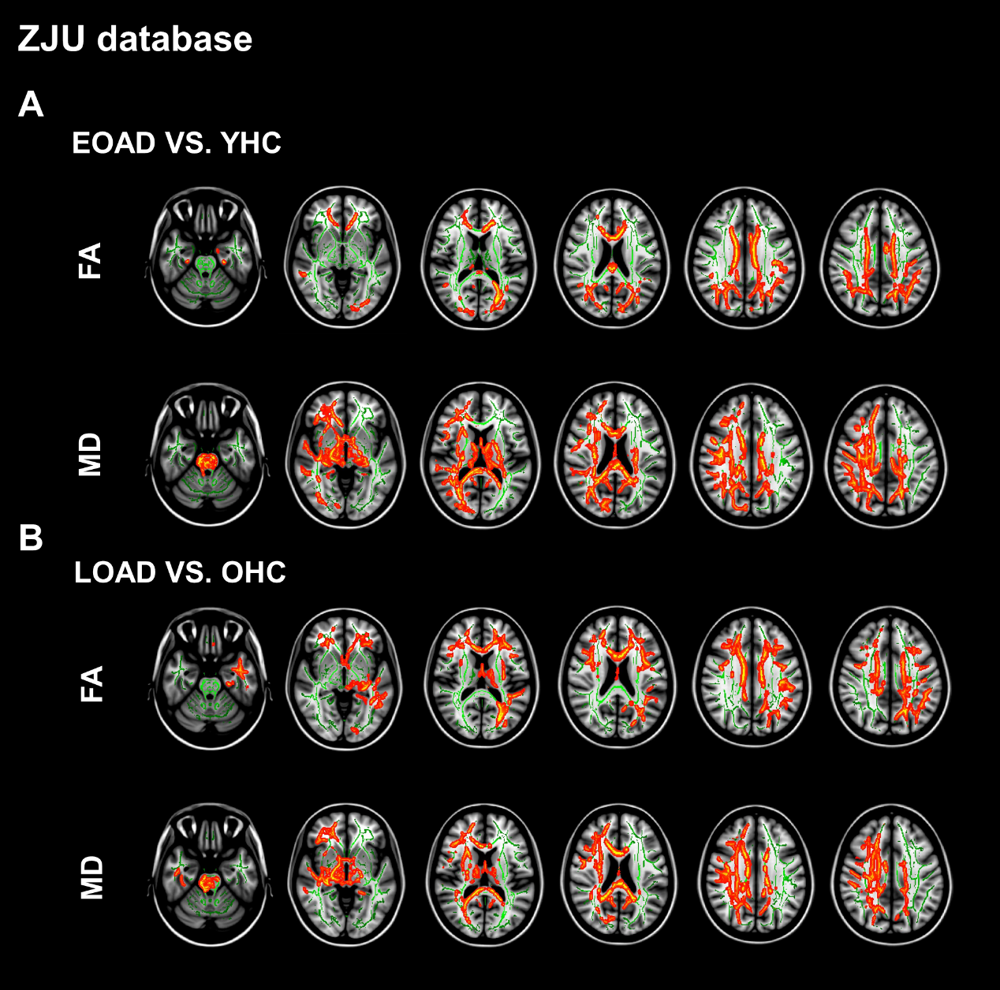 ZJU database
A
EOAD VS. YHC
FA
MD
B
LOAD VS. OHC
FA
MD